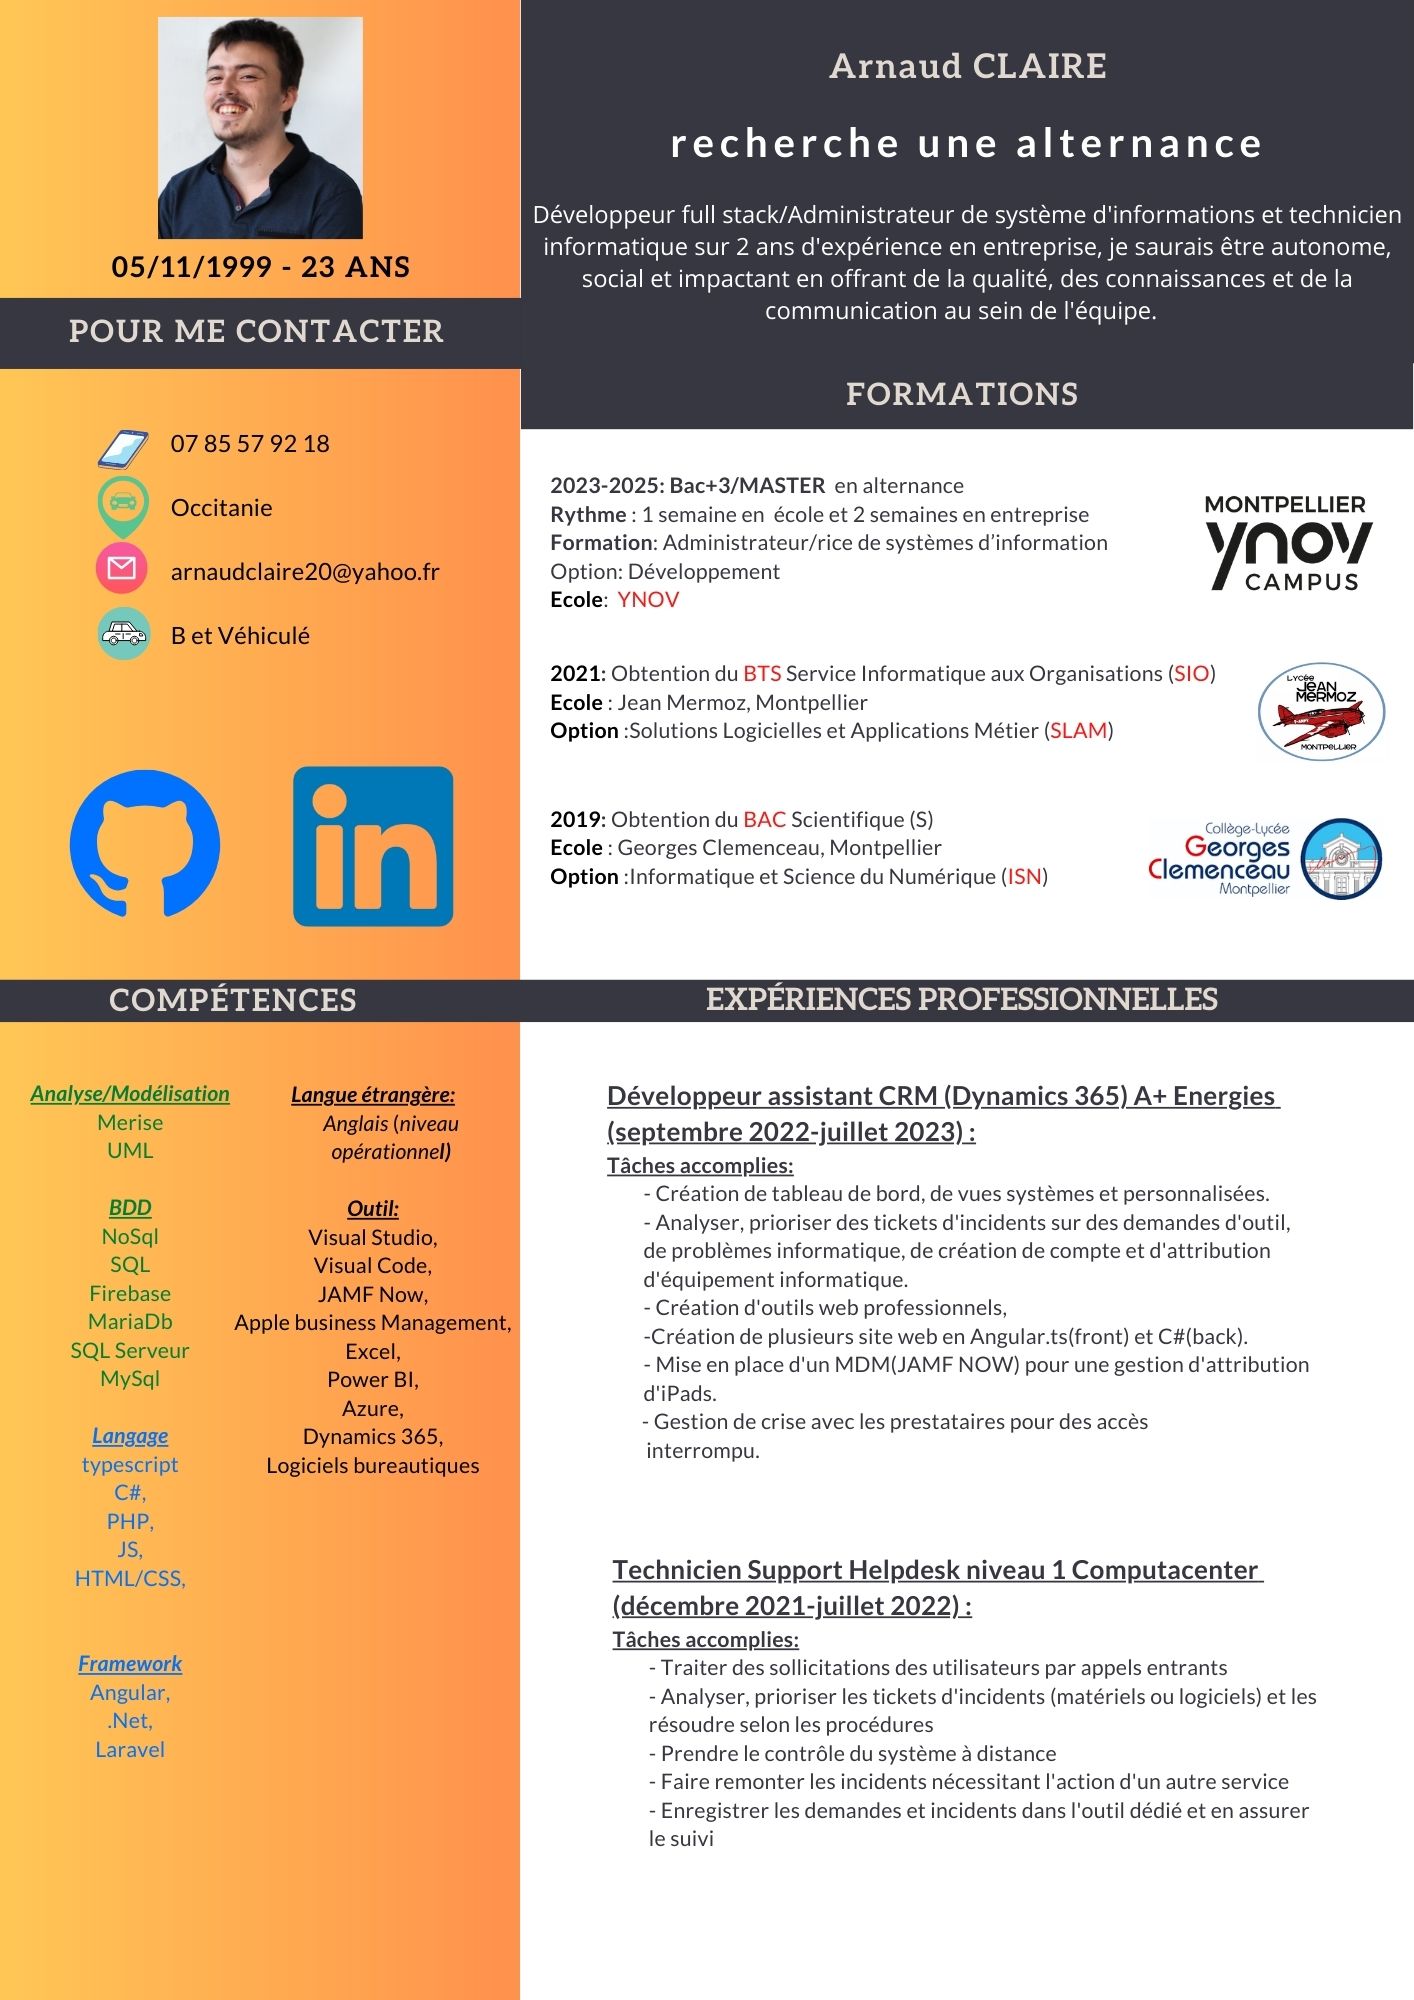 05/11/1999 - 23 ANS
POUR ME CONTACTER
07 85 57 92 18
Occitanie
arnaudclaire20@yahoo.fr
B et Véhiculé
in
Arnaud CLAIRE
recherche une alternance
Développeur full stack/Administrateur de système d'informations et technicien
informatique sur 2 ans d'expérience en entreprise, je saurais être autonome,
social et impactant en offrant de la qualité, des connaissances et de la
communication au sein de l'équipe.
FORMATIONS
2023-2025: Bac+3/MASTER en alternance
Rythme : 1 semaine en école et 2 semaines en entreprise
Formation: Administrateur/rice de systèmes d’information
Option: Développement
Ecole: YNOV
MONTPELLIER
ynov
CAMPUS
2021: Obtention du BTS Service Informatique aux Organisations (SIO)
Ecole : Jean Mermoz, Montpellier
Option :Solutions Logicielles et Applications Métier (SLAM)
LYCÉE
JEAN
MERMOZ
MONTPELLIER
2019: Obtention du BAC Scientifique (S)
Ecole : Georges Clemenceau, Montpellier
Option :Informatique et Science du Numérique (ISN)
Collège-Lycée
Georges
Clemenceau
Montpellier
COMPÉTENCES
Analyse/Modélisation
Merise
UML
BDD
NoSql
SQL
Firebase
MariaDb
SQL Serveur
MySql
Langage
typescript
C#,
PHP,
JS,
HTML/CSS,
Framework
Angular,
.Net,
Laravel
Langue étrangère:
Anglais (niveau
opérationnel)
Outil:
Visual Studio,
Visual Code,
JAMF Now,
Apple business Management,
Excel,
Power BI,
Azure,
Dynamics 365,
Logiciels bureautiques
EXPÉRIENCES PROFESSIONNELLES
Développeur assistant CRM (Dynamics 365) A+ Energies
(septembre 2022-juillet 2023) :
Tâches accomplies:
- Création de tableau de bord, de vues systèmes et personnalisées.
- Analyser, prioriser des tickets d'incidents sur des demandes d'outil,
de problèmes informatique, de création de compte et d'attribution
d'équipement informatique.
- Création d'outils web professionnels,
-Création de plusieurs site web en Angular.ts(front) et C#(back).
- Mise en place d'un MDM(JAMF NOW) pour une gestion d'attribution
d'iPads.
- Gestion de crise avec les prestataires pour des accès
interrompu.
Technicien Support Helpdesk niveau 1 Computacenter
(décembre 2021-juillet 2022) :
Tâches accomplies:
- Traiter des sollicitations des utilisateurs par appels entrants
- Analyser, prioriser les tickets d'incidents (matériels ou logiciels) et les
résoudre selon les procédures
- Prendre le contrôle du système à distance
- Faire remonter les incidents nécessitant l'action d'un autre service
- Enregistrer les demandes et incidents dans l'outil dédié et en assurer
le suivi